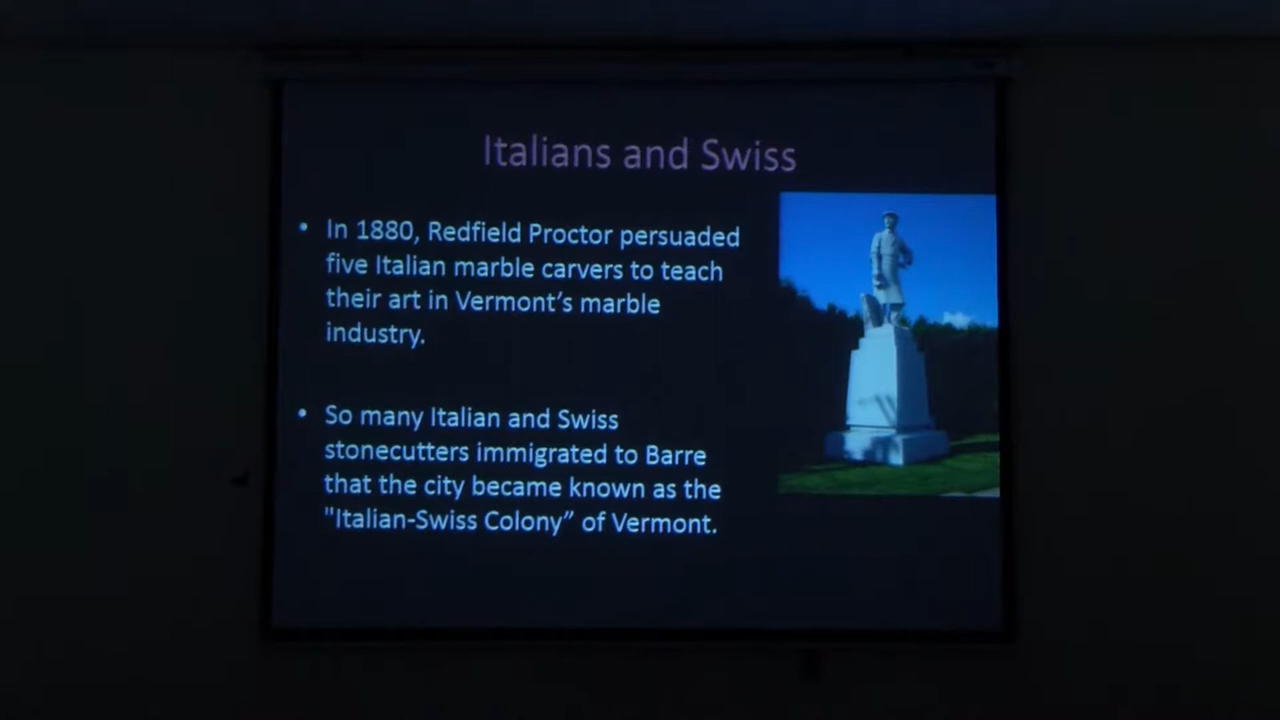 Italians and Swiss
• In 1880, Redfield Proctor persuaded
five Italian marble carvers to teach
their art in Vermont’s marble
industry.
• So many Italian and Swiss
stonecutters immigrated to Barre
that the city became known as the
"Italian-Swiss Colony” of Vermont.